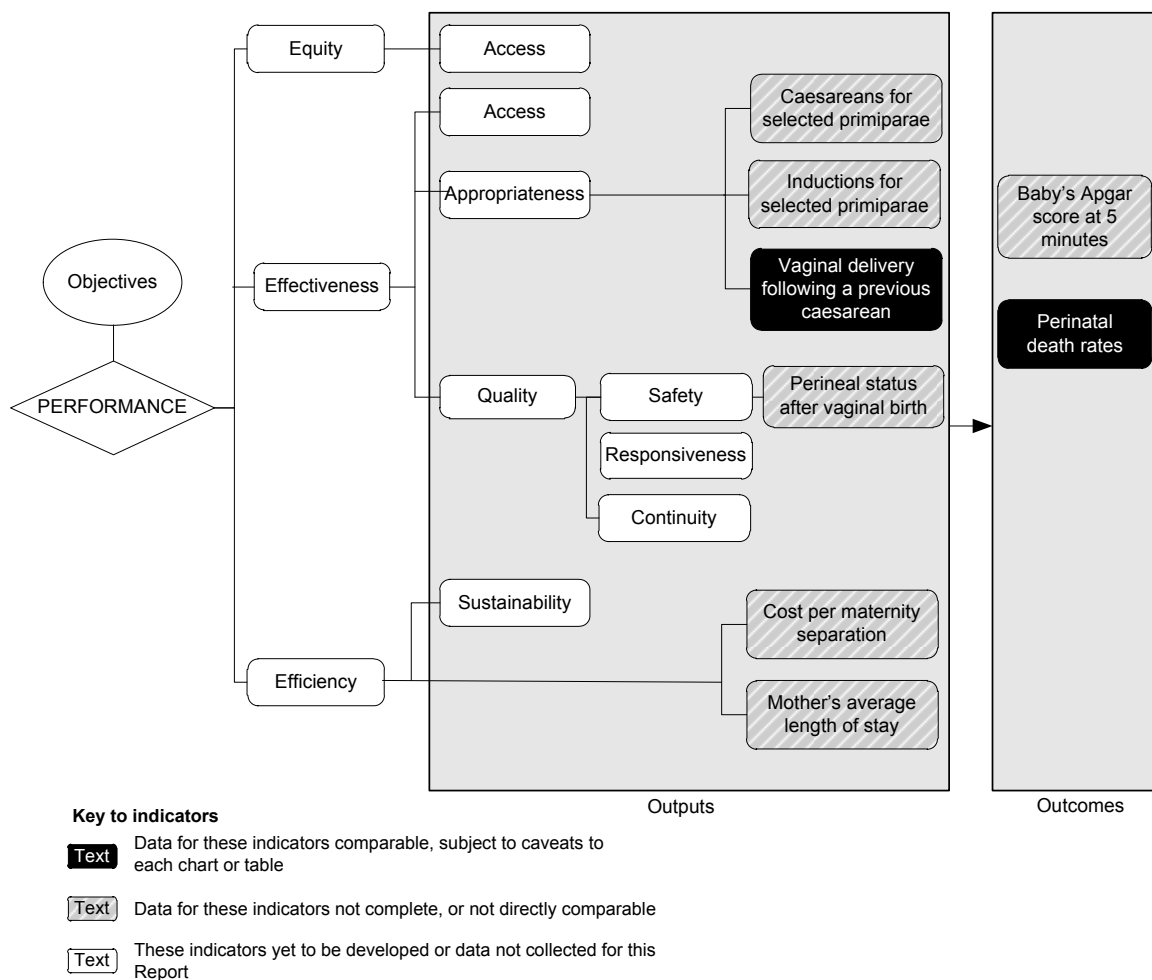 Equity
Access
Access
Caesareans for
selected primiparae
Appropriateness
Inductions for
selected primiparae
Baby's Apgar
score at 5
minutes
Objectives
Effectiveness
Vaginal delivery
following a previous
caesarean
Perinatal
death rates
PERFORMANCE
Quality
Safety
Perineal status
after vaginal birth
Responsiveness
Continuity
Sustainability
Cost per maternity
separation
Efficiency
Mother's average
length of stay
Outputs
Outcomes
Key to indicators
Text
Data for these indicators comparable, subject to caveats to
each chart or table
Text
Data for these indicators not complete, or not directly comparable
Text
These indicators yet to be developed or data not collected for this
Report